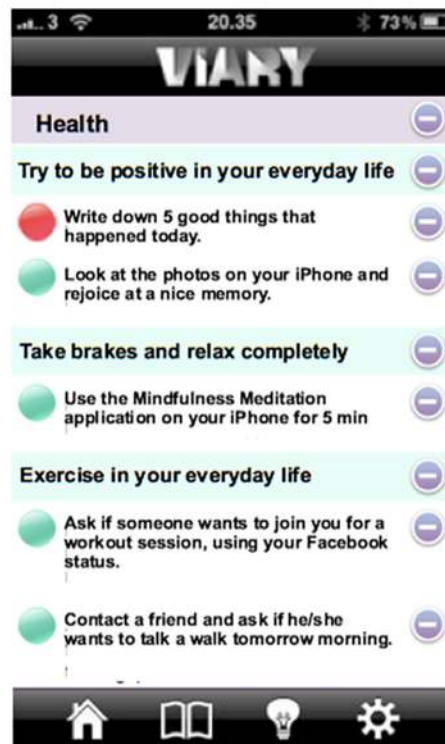 3 20.35 73%
VIARY
Health
Try to be positive in your everyday life
Write down 5 good things that
happened today.
Look at the photos on your iPhone and
rejoice at a nice memory.
Take brakes and relax completely
Use the Mindfulness Meditation
application on your iPhone for 5 min
Exercise in your everyday life
Ask if someone wants to join you for a
workout session, using your Facebook
status.
Contact a friend and ask if he/she
wants to talk a walk tomorrow morning.